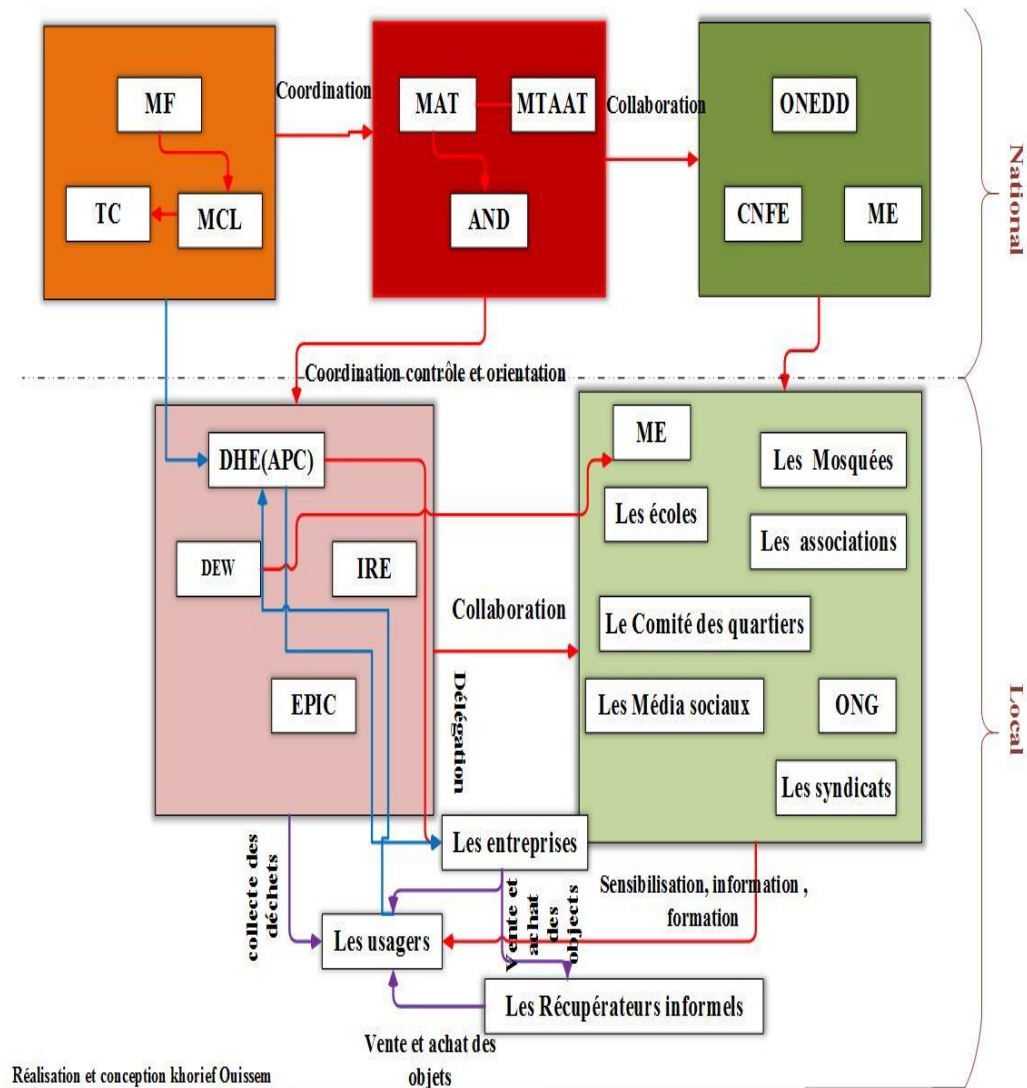 MF
Coordination
MAT
MTAAT
Collaboration
ONEDD
TC
MCL
AND
CNFE
ME
National
Coordination contrôle et orientation
DHE(APC)
ME
Les Mosquées
Les écoles
Les associations
DEW
IRE
Collaboration
Le Comité des quartiers
EPIC
Délégation
Les Média sociaux
ONG
Les syndicats
Local
Les entreprises
collecte des
déchets
Les usagers
Vente et
achat
des
objects
Sensibilisation, information ,
formation
Les Récupérateurs informels
Vente et achat des
objets
Réalisation et conception khorief Ouissem